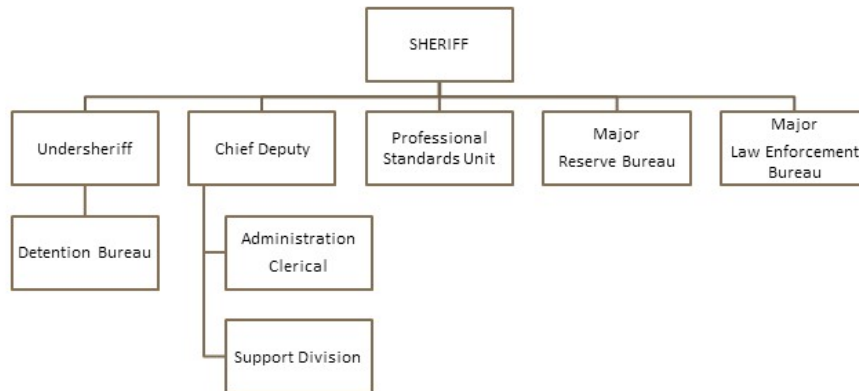 SHERIFF
Undersheriff
Chief Deputy
Professional
Standards Unit
Major
Reserve Bureau
Major
Law Enforcement
Bureau
Detention Bureau
Administration
Clerical
Support Division